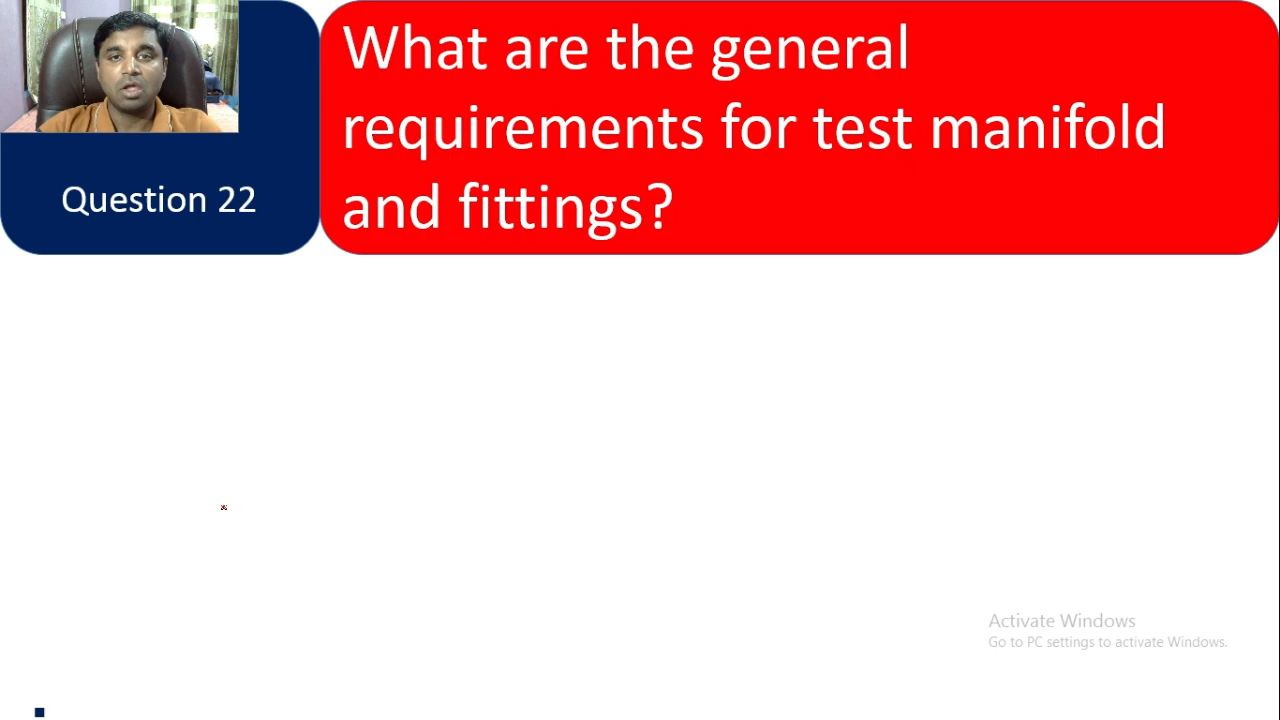 Question 22
What are the general
requirements for test manifold
and fittings?
Activate Windows
Go to PC settings to activate Windows.